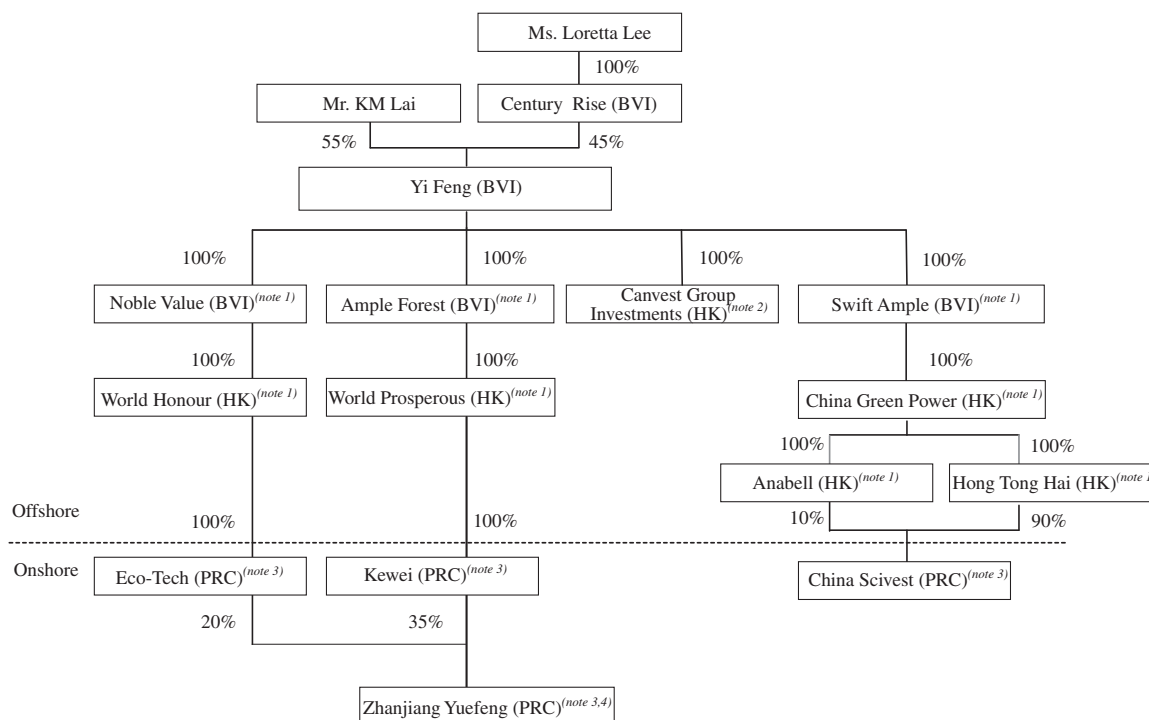 Ms. Loretta Lee
100%
Mr. KM Lai
Century Rise (BVI)
55%
45%
Yi Feng (BVI)
100%
100%
100%
100%
Noble Value (BVI)(note 1)
Ample Forest (BVI)(note 1)
Canvest Group
Investments (HK)(note 2)
Swift Ample (BVI)(note 1)
100%
100%
100%
World Honour (HK)(note 1)
World Prosperous (HK)(note 1)
China Green Power (HK)(note 1)
100%
100%
Anabell (HK)(note 1)
Hong Tong Hai (HK)(note 1)
Offshore
100%
100%
10%
90%
Onshore
Eco-Tech (PRC)(note 3)
Kewei (PRC)(note 3)
China Scivest (PRC)(note 3)
20%
35%
Zhanjiang Yuefeng (PRC)(note 3,4)